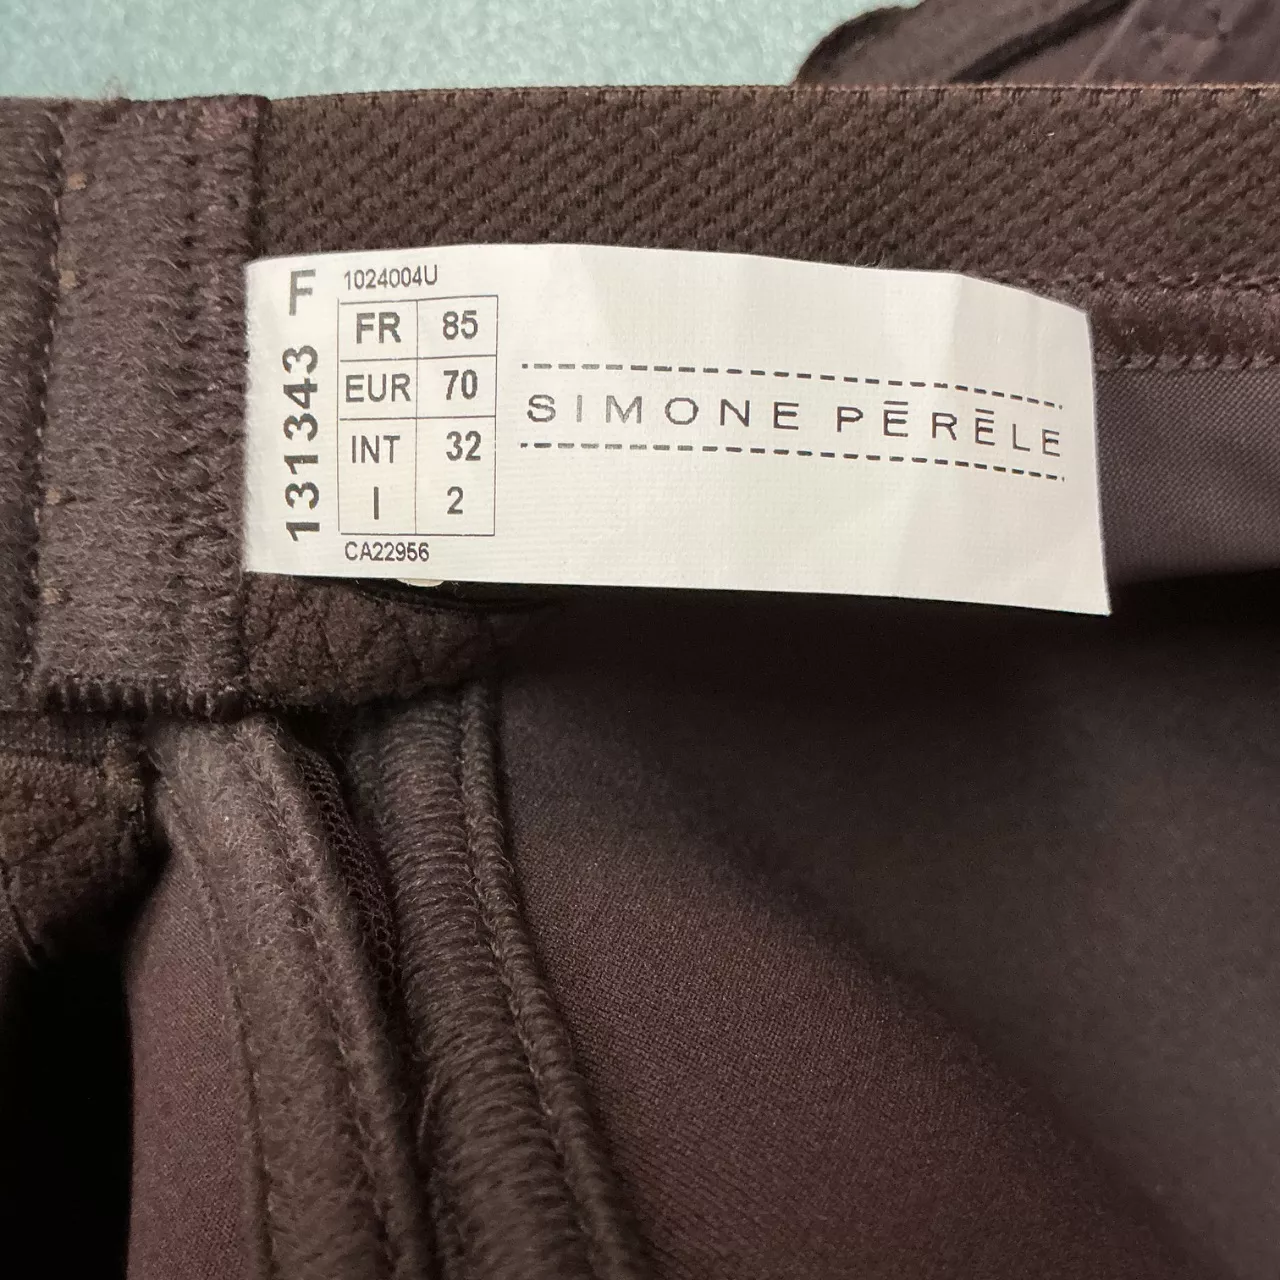 131343 F
1024004U
FR 85
EUR 70
INT 32
I 2
CA22956
SIMONE PĒRĒLE